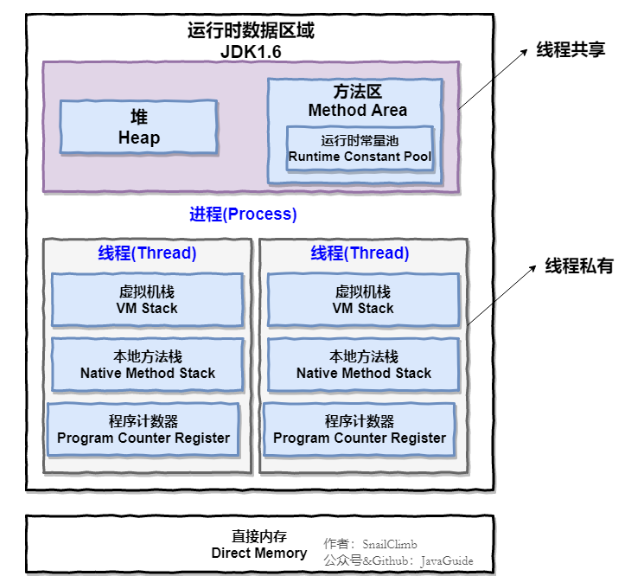 运行时数据区域
JDK1.6
线程共享
堆
Heap
方法区
Method Area
运行时常量池
Runtime Constant Pool
进程(Process)
线程(Thread)
虚拟机栈
VM Stack
本地方法栈
Native Method Stack
程序计数器
Program Counter Register
线程(Thread)
虚拟机栈
VM Stack
本地方法栈
Native Method Stack
程序计数器
Program Counter Register
线程私有
直接内存
Direct Memory
作者：SnailClimb
公众号&Github：JavaGuide